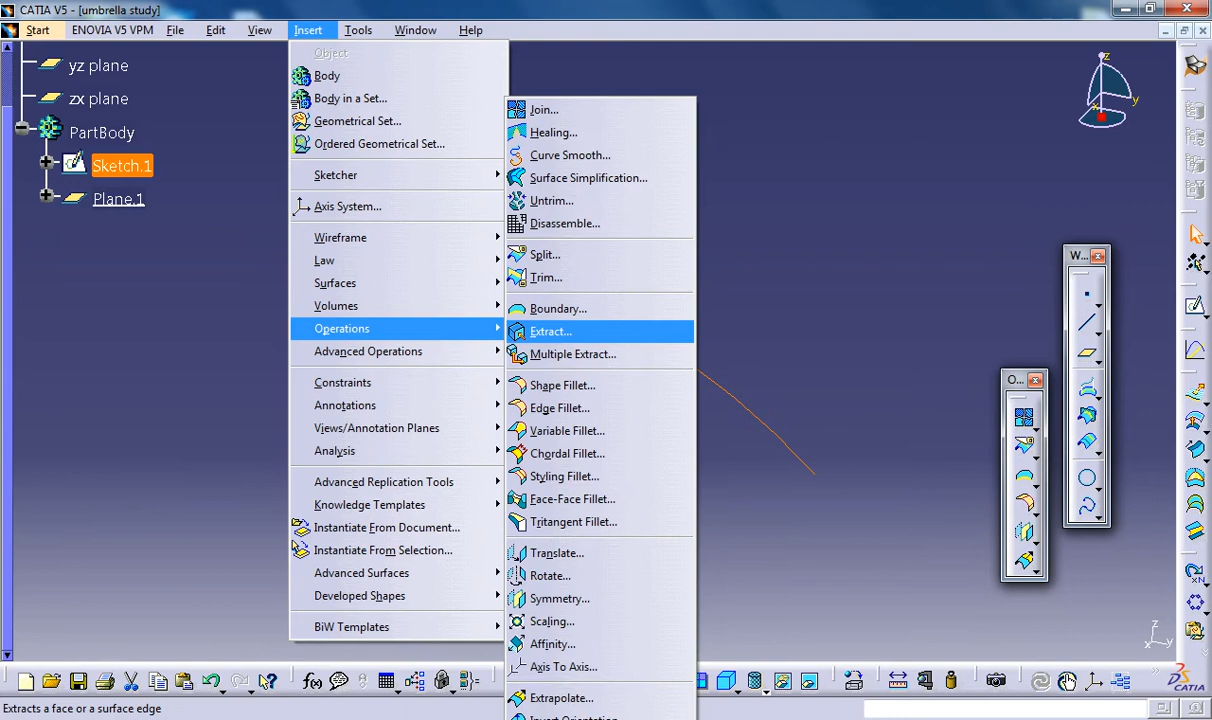 CATIA V5 - [umbrella study]
Start ENOVIA V5 VPM File Edit View Insert Tools Window Help
yz plane
zx plane
PartBody
Sketch.1
Plane.1
Object
Body
Body in a Set...
Geometrical Set...
Ordered Geometrical Set...
Sketcher
Axis System...
Wireframe
Law
Surfaces
Volumes
Operations
Advanced Operations
Constraints
Annotations
Views/Annotation Planes
Analysis
Advanced Replication Tools
Knowledge Templates
Instantiate From Document...
Instantiate From Selection...
Advanced Surfaces
Developed Shapes
BiW Templates
Join...
Healing...
Curve Smooth...
Surface Simplification...
Untrim...
Disassemble...
Split...
Trim...
Boundary...
Extract...
Multiple Extract...
Shape Fillet...
Edge Fillet...
Variable Fillet...
Chordal Fillet...
Styling Fillet...
Face-Face Fillet...
Tritangent Fillet...
Translate...
Rotate...
Symmetry...
Scaling...
Affinity...
Axis To Axis...
Extrapolate...
Invert Orientation...
z
x
y
W...
O...
z
x
y
f(x)
DS
CATIA
Extracts a face or a surface edge